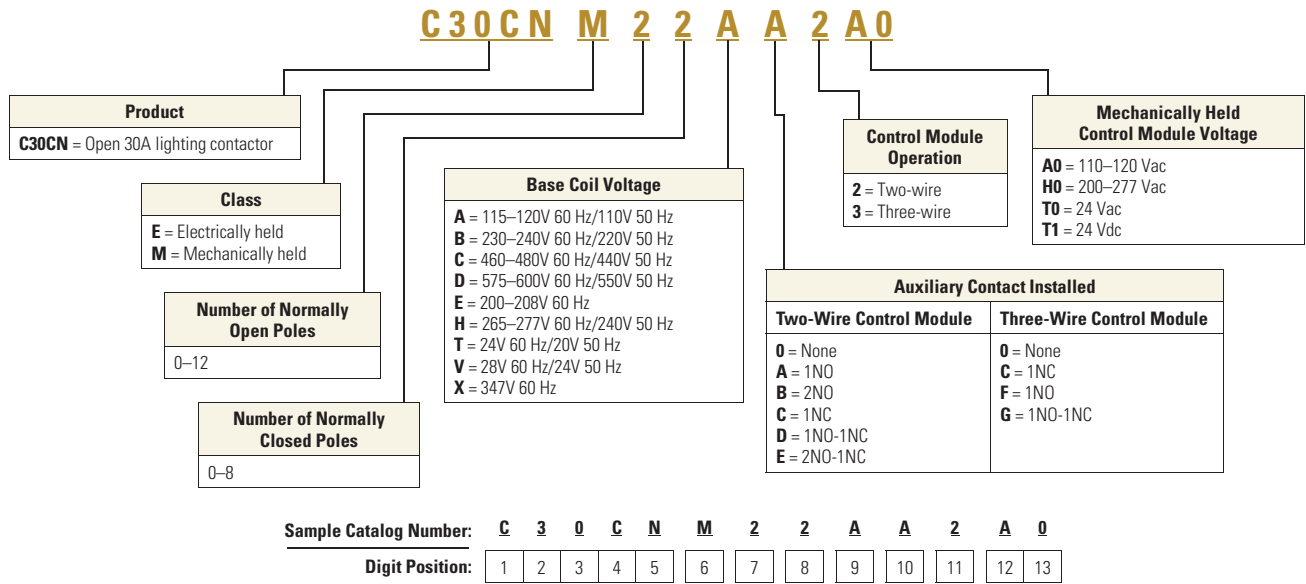 C30CN M 2 2 A A 2 A0
Product
C30CN = Open 30A lighting contactor
Class
E = Electrically held
M = Mechanically held
Number of Normally
Open Poles
0–12
Number of Normally
Closed Poles
0–8
Base Coil Voltage
A = 115–120V 60 Hz/110V 50 Hz
B = 230–240V 60 Hz/220V 50 Hz
C = 460–480V 60 Hz/440V 50 Hz
D = 575–600V 60 Hz/550V 50 Hz
E = 200–208V 60 Hz
H = 265–277V 60 Hz/240V 50 Hz
T = 24V 60 Hz/20V 50 Hz
V = 28V 60 Hz/24V 50 Hz
X = 347V 60 Hz
Control Module
Operation
2 = Two-wire
3 = Three-wire
Mechanically Held
Control Module Voltage
A0 = 110–120 Vac
H0 = 200–277 Vac
T0 = 24 Vac
T1 = 24 Vdc
Auxiliary Contact Installed
Two-Wire Control Module
0 = None
A = 1NO
B = 2NO
C = 1NC
D = 1NO-1NC
E = 2NO-1NC
Three-Wire Control Module
0 = None
C = 1NC
F = 1NO
G = 1NO-1NC
Sample Catalog Number: C 3 0 C N M 2 2 A A 2 A 0
Digit Position: 1 2 3 4 5 6 7 8 9 10 11 12 13